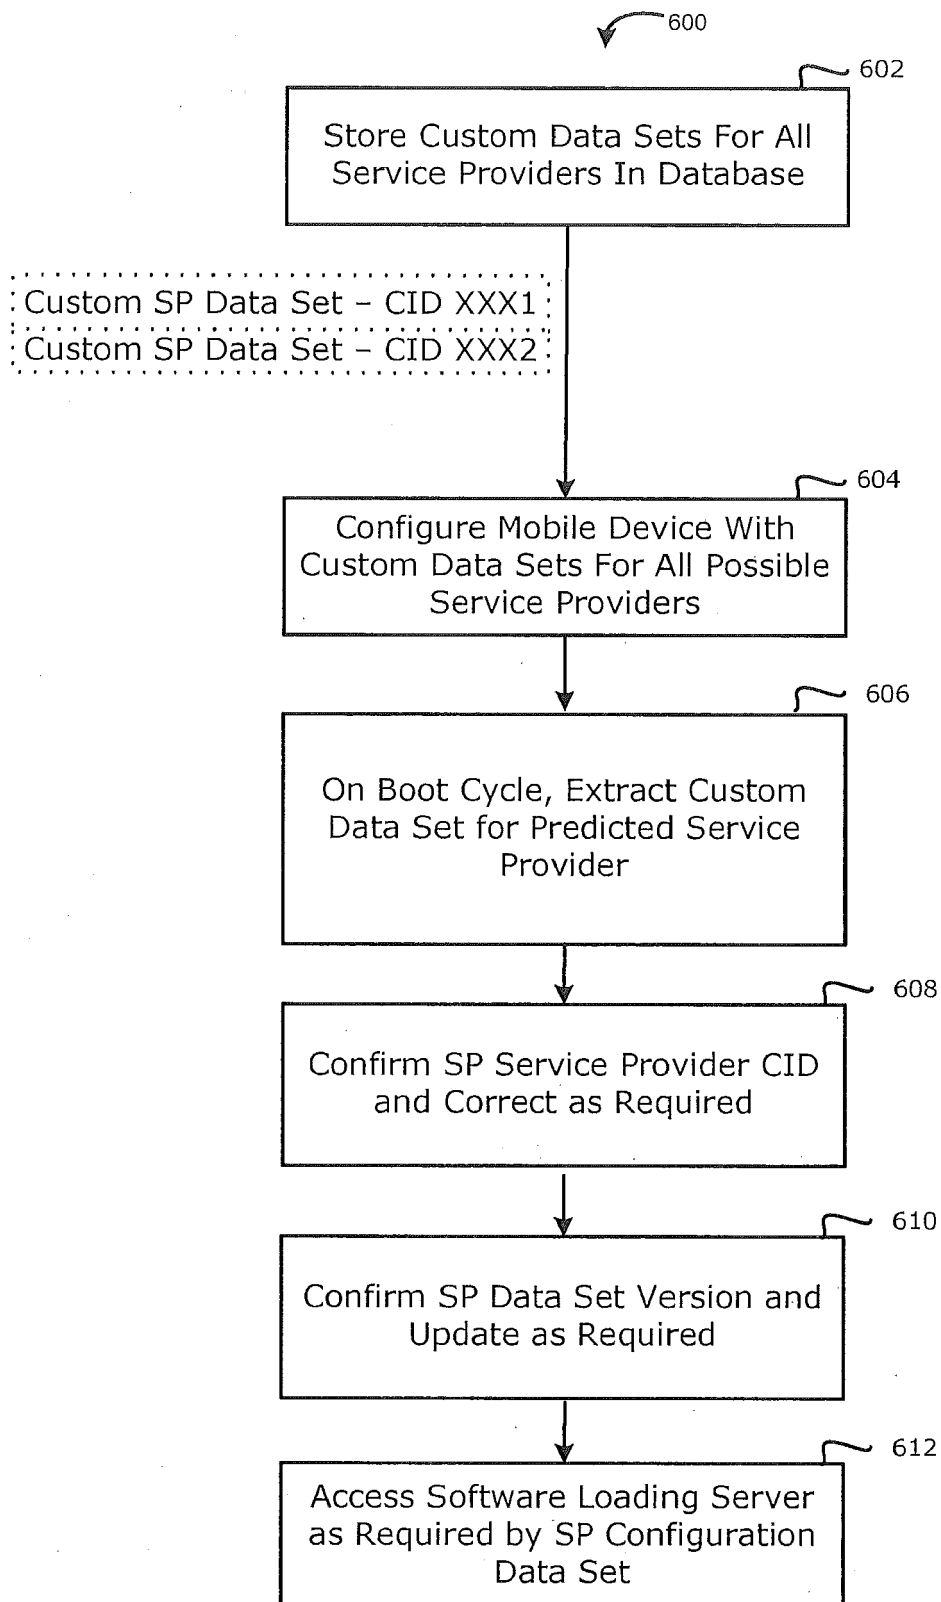 600
602
Store Custom Data Sets For All
Service Providers In Database
Custom SP Data Set – CID XXX1
Custom SP Data Set – CID XXX2
604
Configure Mobile Device With
Custom Data Sets For All Possible
Service Providers
606
On Boot Cycle, Extract Custom
Data Set for Predicted Service
Provider
608
Confirm SP Service Provider CID
and Correct as Required
610
Confirm SP Data Set Version and
Update as Required
612
Access Software Loading Server
as Required by SP Configuration
Data Set